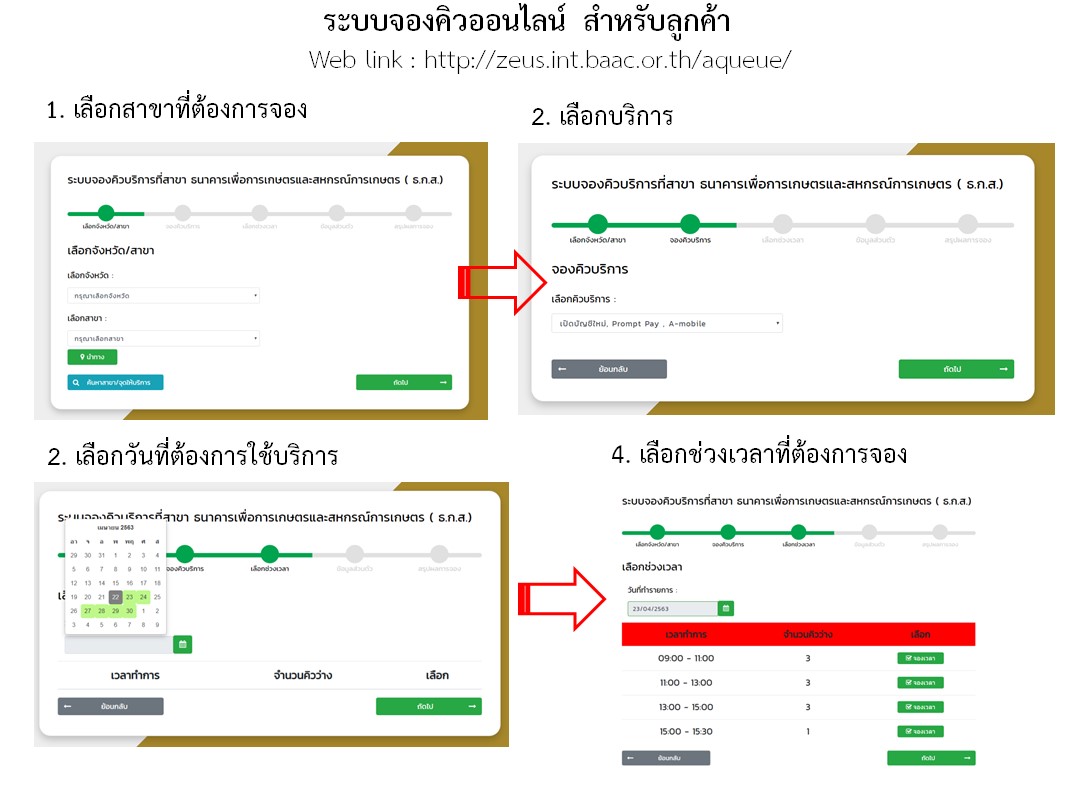 ระบบจองคิวออนไลน์ สำหรับลูกค้า
Web link : http://zeus.int.baac.or.th/aqueue/
1. เลือกสาขาที่ต้องการจอง
ระบบจองคิวบริการที่สาขา ธนาคารเพื่อการเกษตรและสหกรณ์การเกษตร ( ธ.ก.ส.)
เลือกจังหวัด/สาขา จองคิวบริการ เลือกช่วงเวลา ข้อมูลส่วนตัว สรุปผลการจอง
เลือกจังหวัด/สาขา
เลือกจังหวัด :
กรุณาเลือกจังหวัด
เลือกสาขา :
กรุณาเลือกสาขา
นำทาง
ค้นหาสาขา/จุดให้บริการ
ถัดไป →
2. เลือกบริการ
ระบบจองคิวบริการที่สาขา ธนาคารเพื่อการเกษตรและสหกรณ์การเกษตร ( ธ.ก.ส.)
เลือกจังหวัด/สาขา จองคิวบริการ เลือกช่วงเวลา ข้อมูลส่วนตัว สรุปผลการจอง
จองคิวบริการ
เลือกคิวบริการ :
เปิดบัญชีใหม่, Prompt Pay , A-mobile
← ย้อนกลับ
ถัดไป →
2. เลือกวันที่ต้องการใช้บริการ
ระบบจองคิวบริการที่สาขา ธนาคารเพื่อการเกษตรและสหกรณ์การเกษตร ( ธ.ก.ส.)
เมษายน 2563
อา จ อ พ พฤ ศ ส
29 30 31 1 2 3 4
5 6 7 8 9 10 11
12 13 14 15 16 17 18
19 20 21 22 23 24 25
26 27 28 29 30 1 2
3 4 5 6 7 8 9
จองคิวบริการ เลือกช่วงเวลา ข้อมูลส่วนตัว สรุปผลการจอง
เวลาทำการ จำนวนคิวว่าง เลือก
← ย้อนกลับ
ถัดไป →
4. เลือกช่วงเวลาที่ต้องการจอง
ระบบจองคิวบริการที่สาขา ธนาคารเพื่อการเกษตรและสหกรณ์การเกษตร ( ธ.ก.ส.)
เลือกจังหวัด/สาขา จองคิวบริการ เลือกช่วงเวลา ข้อมูลส่วนตัว สรุปผลการจอง
เลือกช่วงเวลา
วันที่ทำรายการ :
23/04/2563
เวลาทำการ จำนวนคิวว่าง เลือก
09:00 - 11:00 3 จองเวลา
11:00 - 13:00 3 จองเวลา
13:00 - 15:00 3 จองเวลา
15:00 - 15:30 1 จองเวลา
← ย้อนกลับ
ถัดไป →